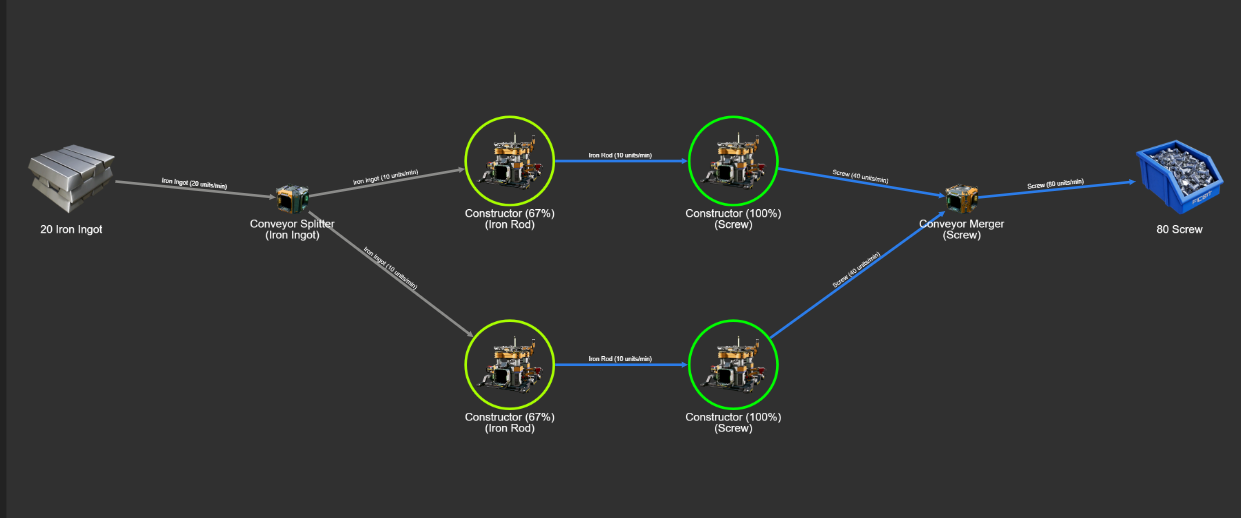 Iron Ingot (20 units/min)
20 Iron Ingot
Conveyor Splitter
(Iron Ingot)
Iron Ingot (10 units/min)
Iron Ingot (10 units/min)
Constructor (67%)
(Iron Rod)
Iron Rod (10 units/min)
Constructor (100%)
(Screw)
Constructor (67%)
(Iron Rod)
Iron Rod (10 units/min)
Constructor (100%)
(Screw)
Screw (40 units/min)
Screw (40 units/min)
Conveyor Merger
(Screw)
Screw (80 units/min)
80 Screw